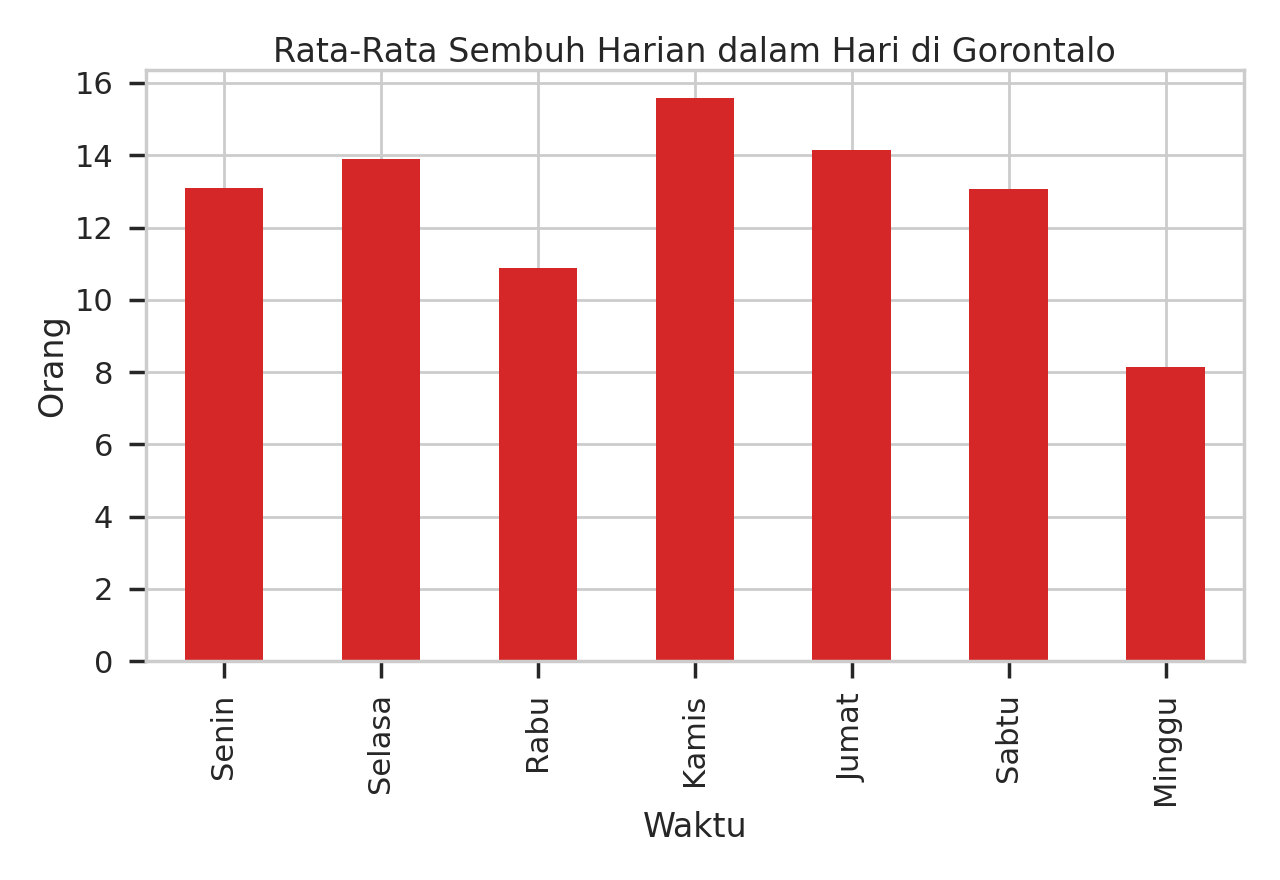 Rata-Rata Sembuh Harian dalam Hari di Gorontalo
Orang
16
14
12
10
8
6
4
2
0
Senin
Selasa
Rabu
Kamis
Jumat
Sabtu
Minggu
Waktu